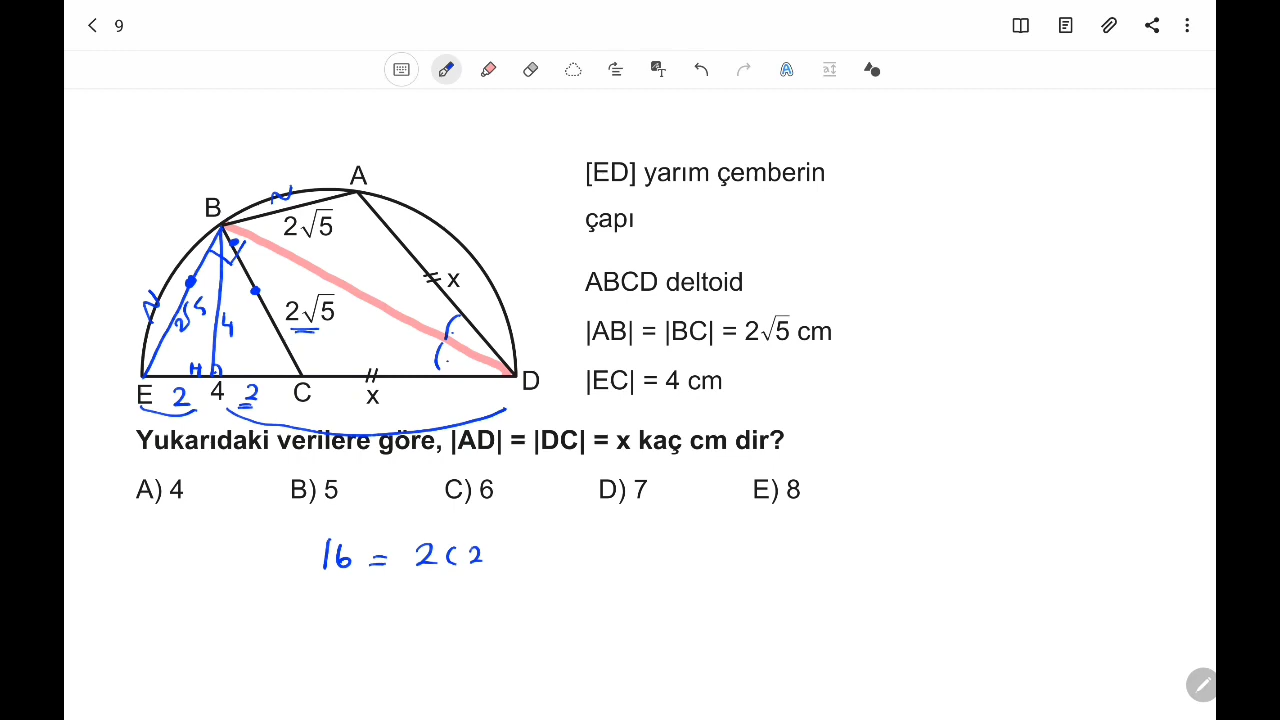 9
A
B
2√5
2√5
x
2√5
4
H
E 2 4 2 C x D
[ED] yarım çemberin
çapı
ABCD deltoid
|AB| = |BC| = 2√5 cm
|EC| = 4 cm
Yukarıdaki verilere göre, |AD| = |DC| = x kaç cm dir?
A) 4 B) 5 C) 6 D) 7 E) 8
16 = 2(2